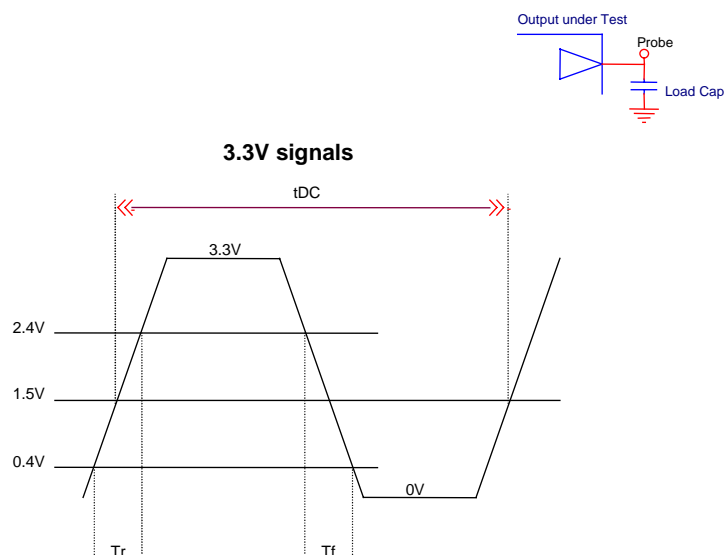 Output under Test
Probe
Load Cap
3.3V signals
tDC
3.3V
2.4V
1.5V
0.4V
0V
Tr
Tf